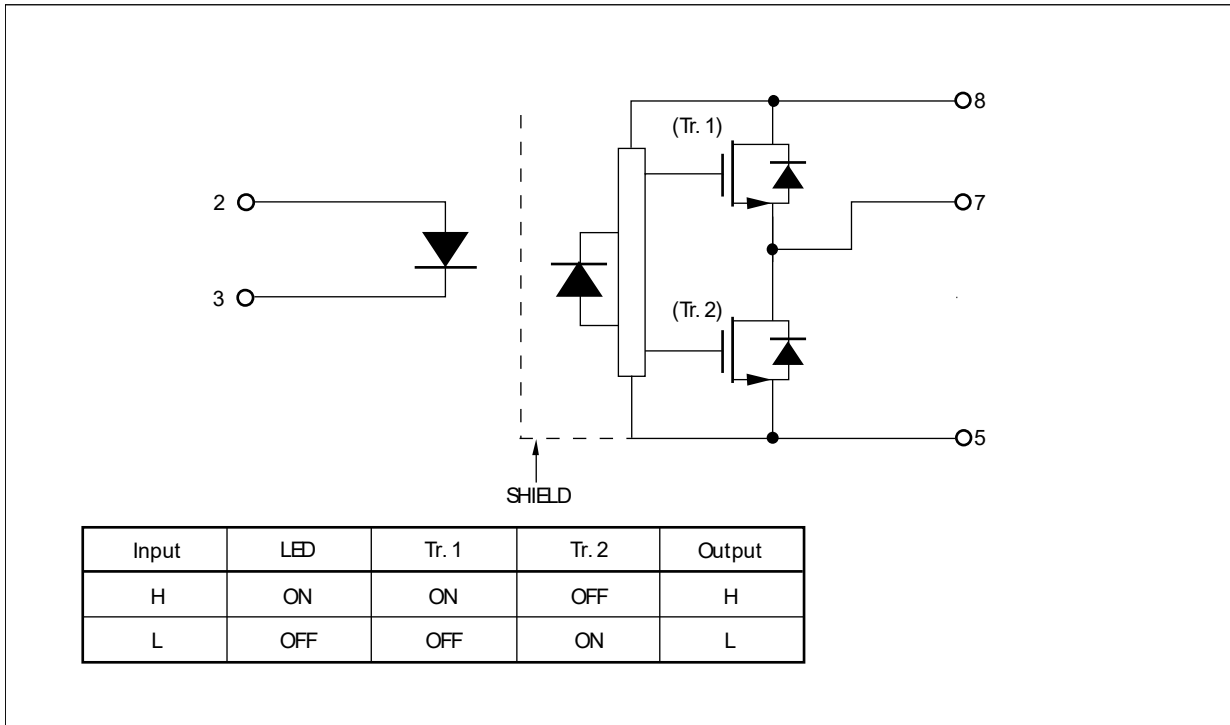 8
(Tr. 1)
2
7
3
(Tr. 2)
5
SHIELD
Input LED Tr. 1 Tr. 2 Output
H ON ON OFF H
L OFF OFF ON L